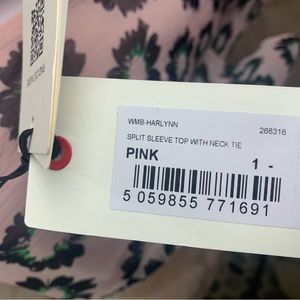 WMB-HARLYNN 268316
SPLIT SLEEVE TOP WITH NECK TIE
PINK 1 -
5 059855 771691